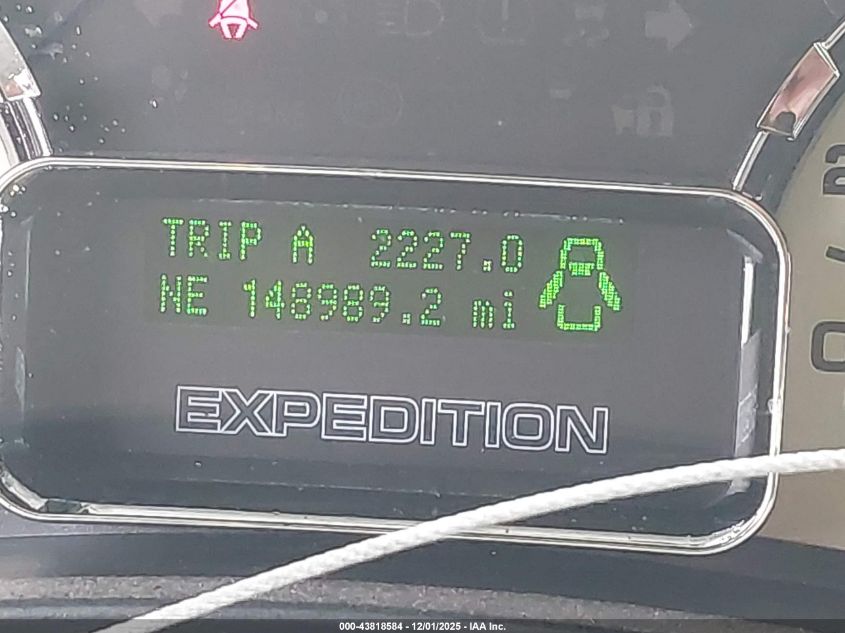 TRIP A 2227.0
NE 148989.2 mi
EXPEDITION
000-43818584 - 12/01/2025 - IAA Inc.